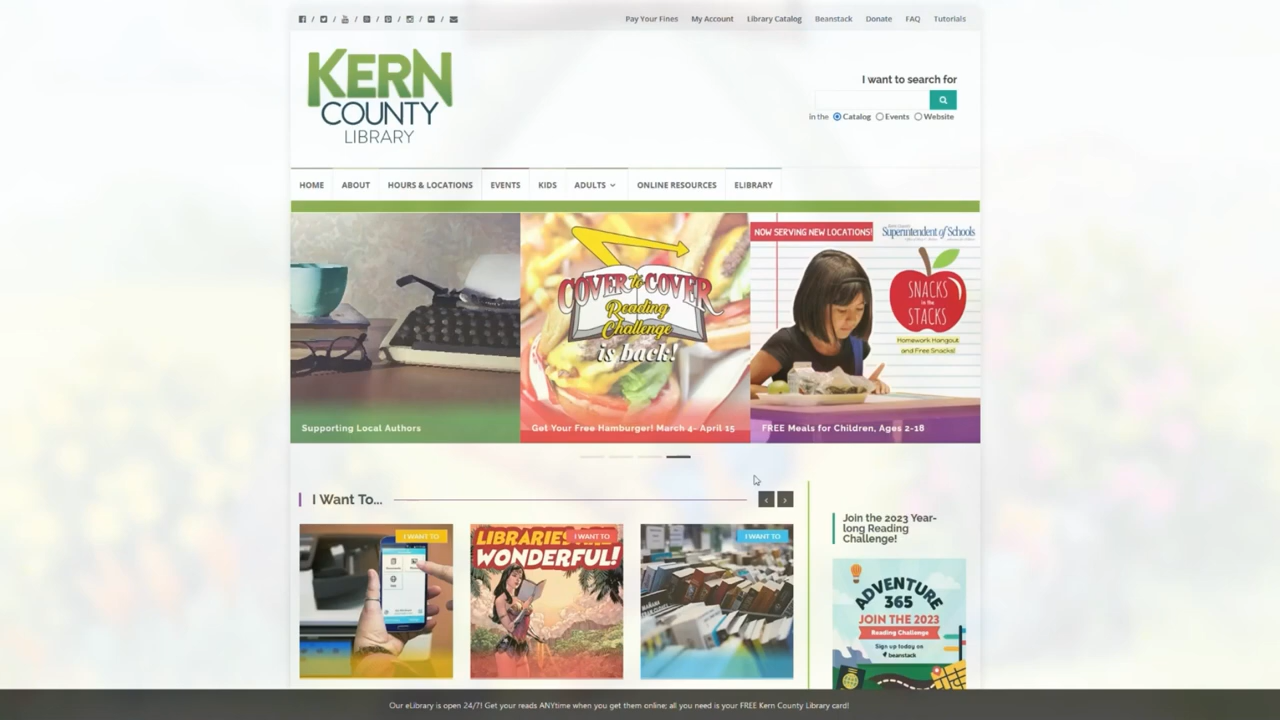 Pay Your Fines My Account Library Catalog Beanstack Donate FAQ Tutorials
KERN
COUNTY
LIBRARY
I want to search for
in the Catalog Events Website
HOME ABOUT HOURS & LOCATIONS EVENTS KIDS ADULTS ONLINE RESOURCES ELIBRARY
Supporting Local Authors
COVER to COVER
Reading
Challenge
is back!
Get Your Free Hamburger! March 4- April 15
NOW SERVING NEW LOCATIONS!
Superintendent of Schools
SNACKS
in the
STACKS
Homework Hangout
and Free Snacks!
FREE Meals for Children, Ages 2-18
I Want To...
I WANT TO
LIBRARIES ARE
I WANT TO
WONDERFUL!
I WANT TO
Join the 2023 Year-
long Reading
Challenge!
ADVENTURE
365
JOIN THE 2023
Reading Challenge
Sign up today on
beanstack
Our eLibrary is open 24/7! Get your reads ANYtime when you get them online; all you need is your FREE Kern County Library card!